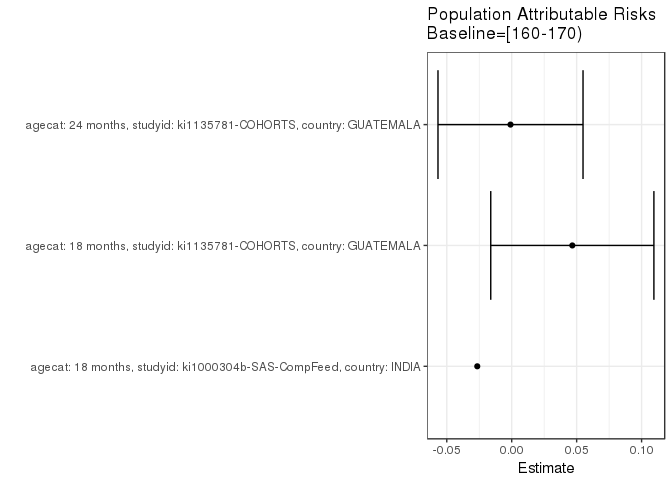 Population Attributable Risks
Baseline=[160-170)
agecat: 24 months, studyid: ki1135781-COHORTS, country: GUATEMALA
agecat: 18 months, studyid: ki1135781-COHORTS, country: GUATEMALA
agecat: 18 months, studyid: ki1000304b-SAS-CompFeed, country: INDIA
-0.05 0.00 0.05 0.10
Estimate